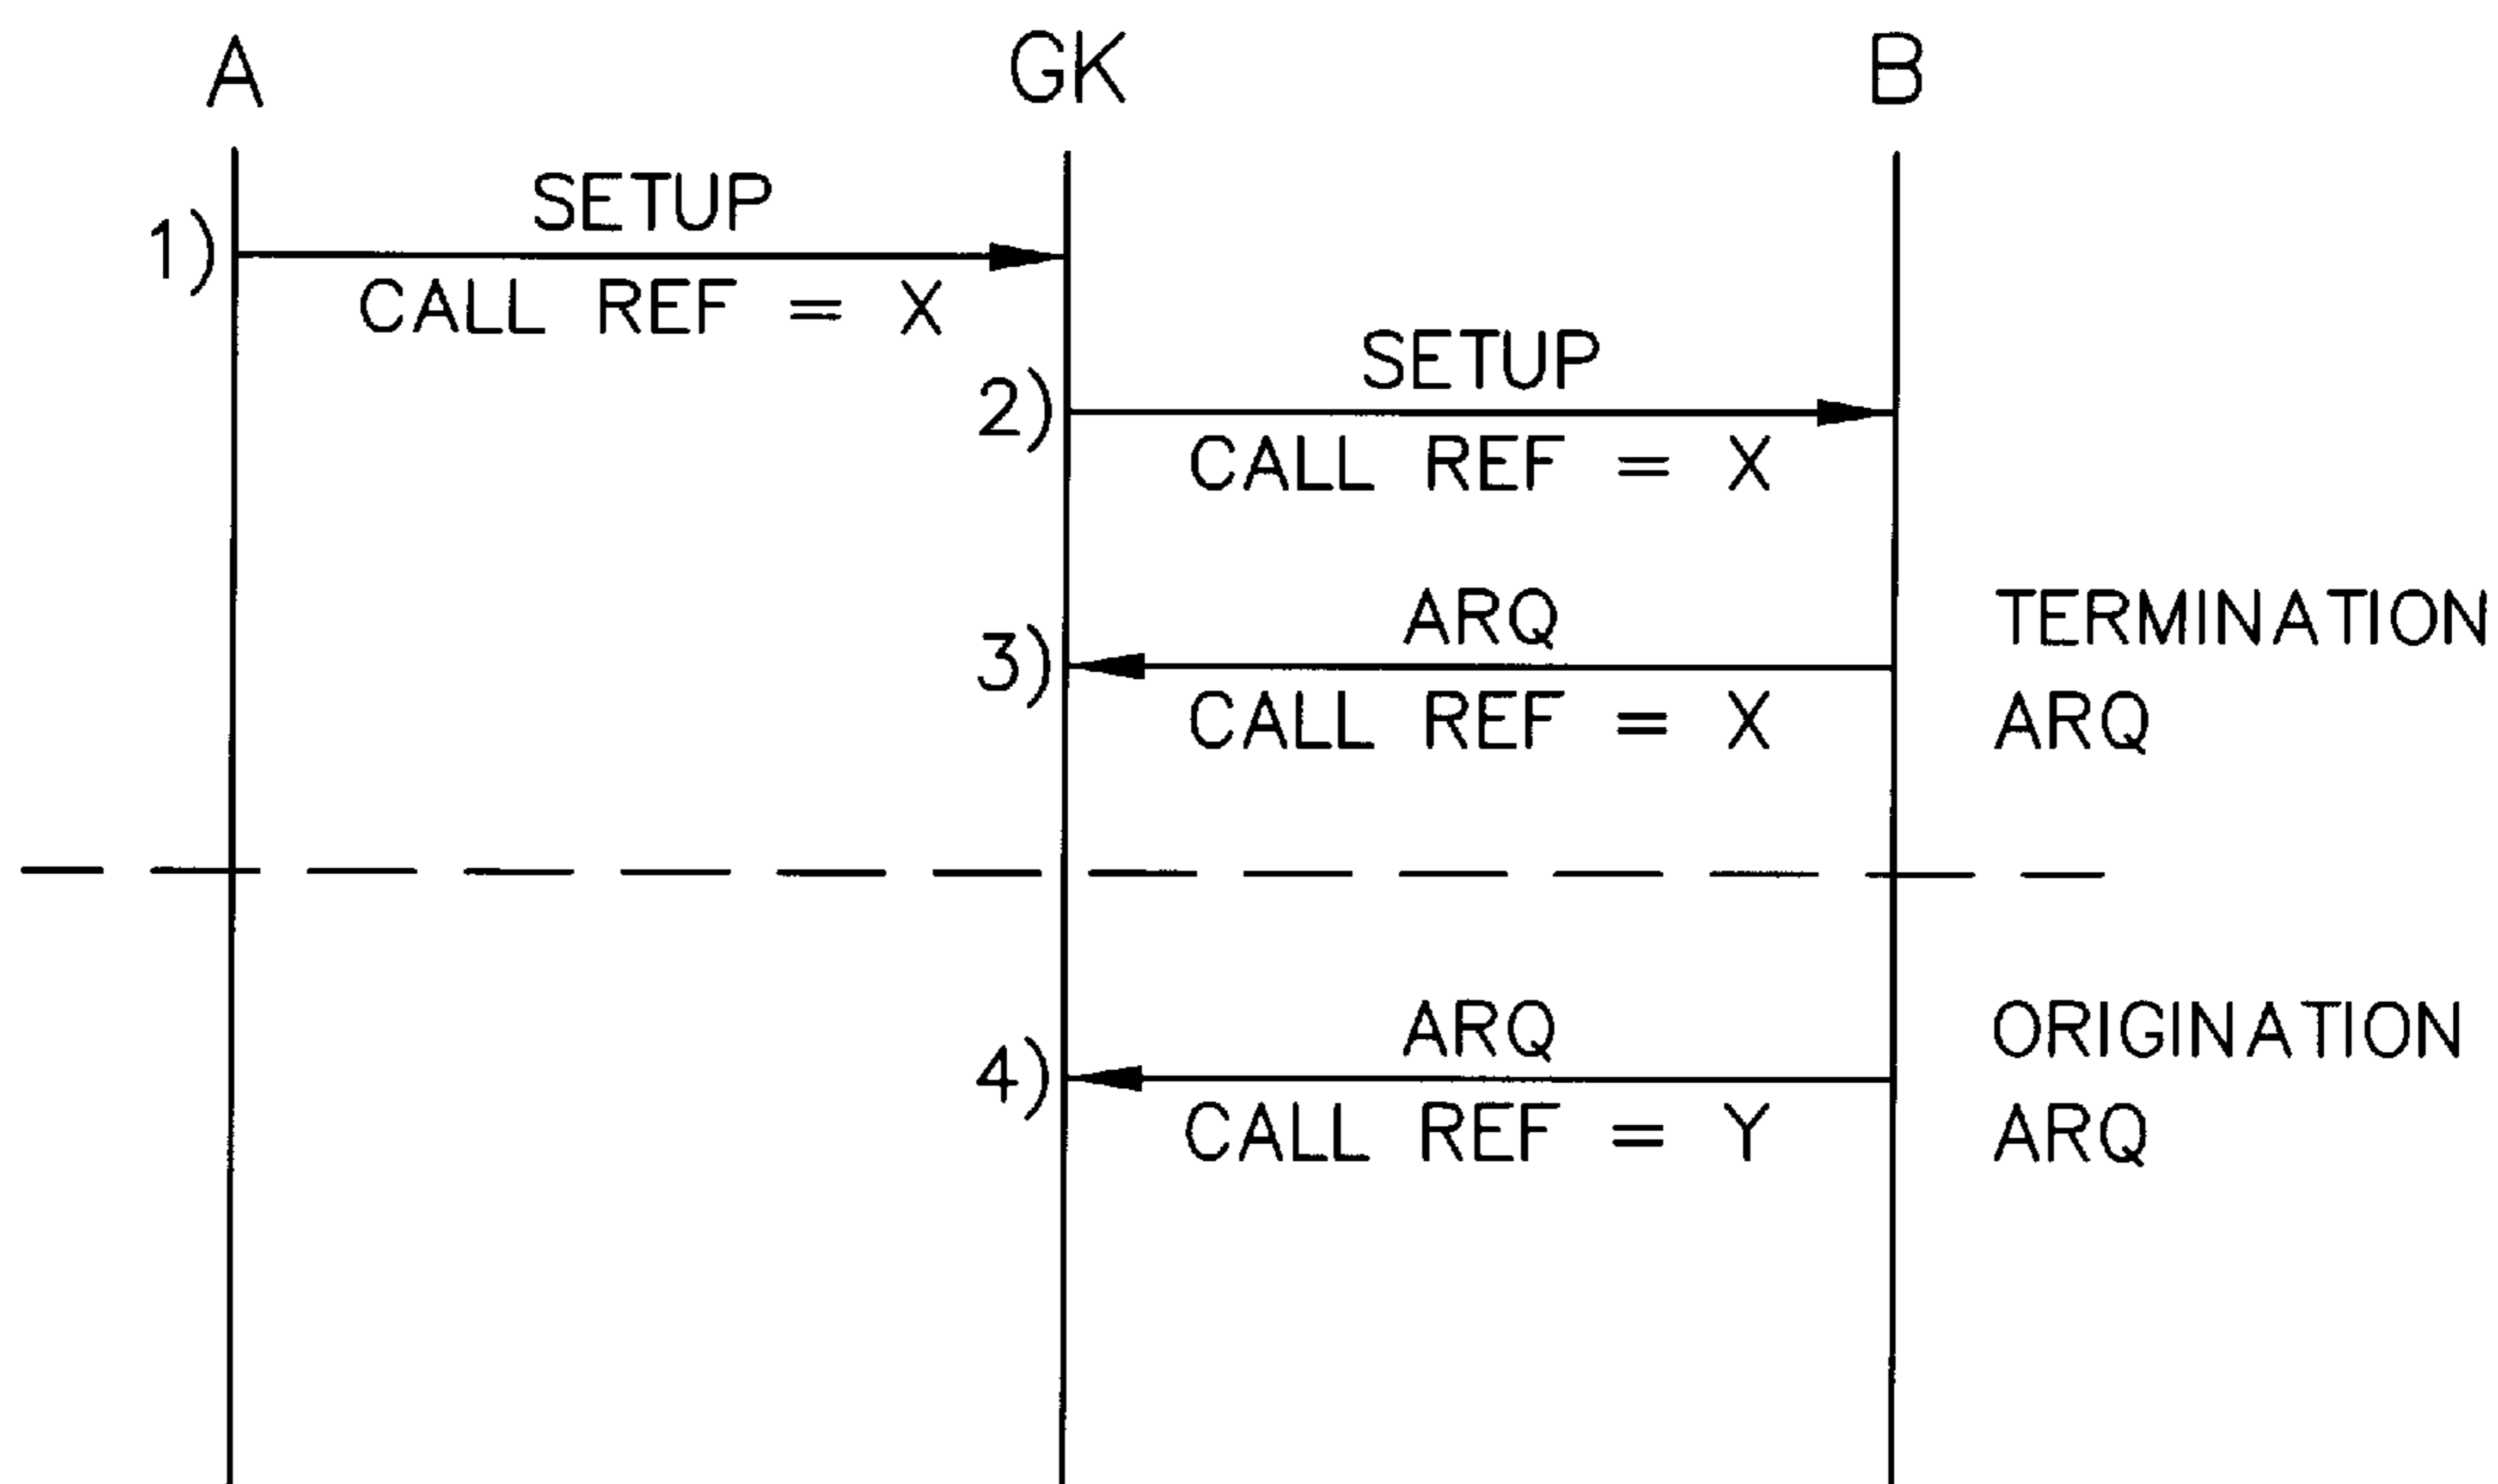 A GK B
1) SETUP
CALL REF = X
2) SETUP
CALL REF = X
3) ARQ TERMINATION
CALL REF = X ARQ
4) ARQ ORIGINATION
CALL REF = Y ARQ